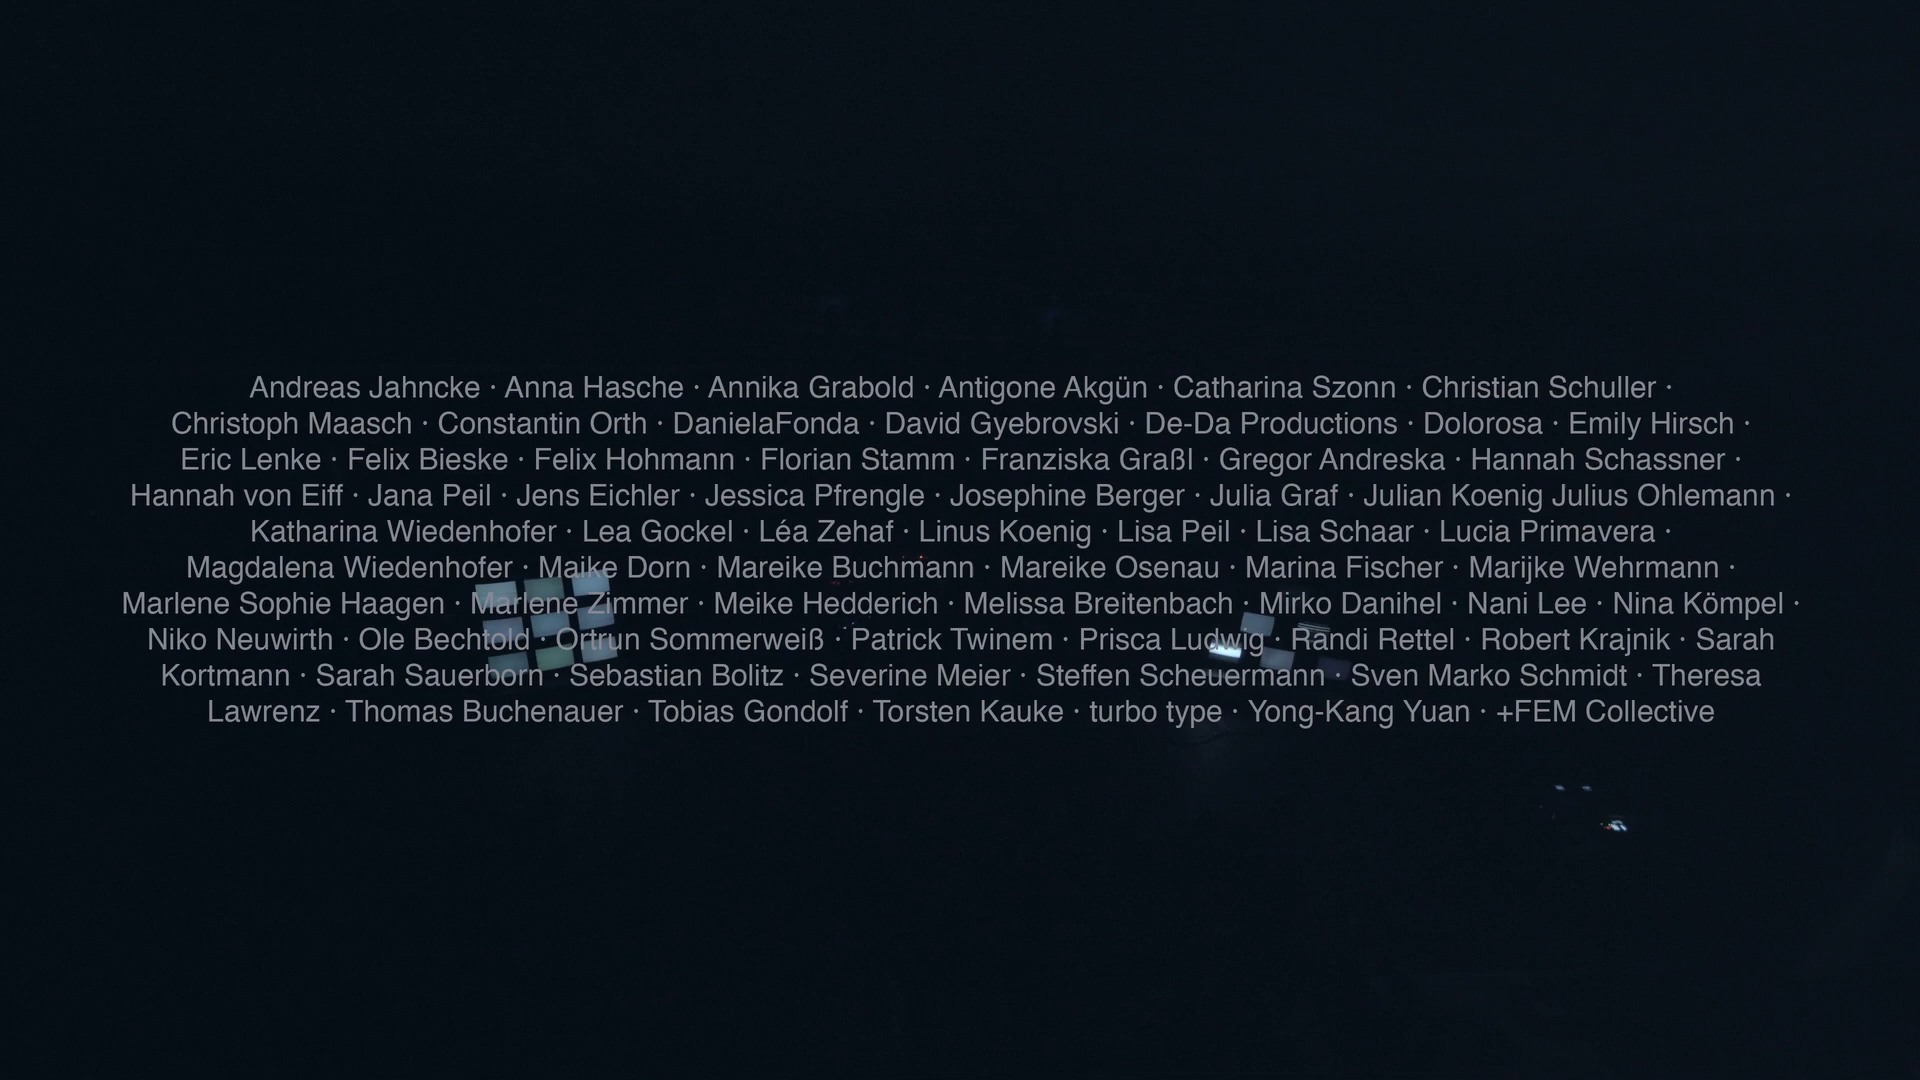 Andreas Jahncke · Anna Hasche · Annika Grabold · Antigone Akgün · Catharina Szonn · Christian Schuller ·
Christoph Maasch · Constantin Orth · DanielaFonda · David Gyebrovski · De-Da Productions · Dolorosa · Emily Hirsch ·
Eric Lenke · Felix Bieske · Felix Hohmann · Florian Stamm · Franziska Graßl · Gregor Andreska · Hannah Schassner ·
Hannah von Eiff · Jana Peil · Jens Eichler · Jessica Pfrengle · Josephine Berger · Julia Graf · Julian Koenig Julius Ohlemann ·
Katharina Wiedenhofer · Lea Gockel · Léa Zehaf · Linus Koenig · Lisa Peil · Lisa Schaar · Lucia Primavera ·
Magdalena Wiedenhofer · Maike Dorn · Mareike Buchmann · Mareike Osenau · Marina Fischer · Marijke Wehrmann ·
Marlene Sophie Haagen · Marlene Zimmer · Meike Hedderich · Melissa Breitenbach · Mirko Danihel · Nani Lee · Nina Kömpel ·
Niko Neuwirth · Ole Bechtold · Ortrun Sommerweiß · Patrick Twinem · Prisca Ludwig · Randi Rettel · Robert Krajnik · Sarah
Kortmann · Sarah Sauerborn · Sebastian Bolitz · Severine Meier · Steffen Scheuermann · Sven Marko Schmidt · Theresa
Lawrenz · Thomas Buchenauer · Tobias Gondolf · Torsten Kauke · turbo type · Yong-Kang Yuan · +FEM Collective